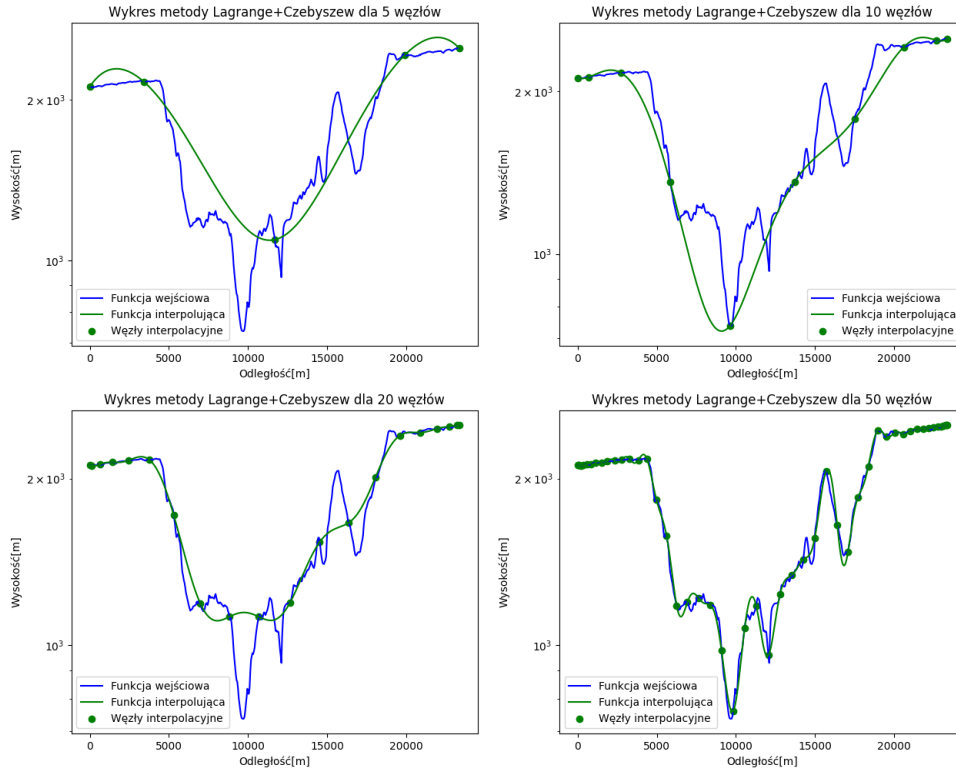 Wykres metody Lagrange+Czebyszew dla 5 węzłów
Wysokość[m]
2 × 10³
10³
Funkcja wejściowa
Funkcja interpolująca
Węzły interpolacyjne
0 5000 10000 15000 20000
Odległość[m]
Wykres metody Lagrange+Czebyszew dla 10 węzłów
Wysokość[m]
2 × 10³
10³
Funkcja wejściowa
Funkcja interpolująca
Węzły interpolacyjne
0 5000 10000 15000 20000
Odległość[m]
Wykres metody Lagrange+Czebyszew dla 20 węzłów
Wysokość[m]
2 × 10³
10³
Funkcja wejściowa
Funkcja interpolująca
Węzły interpolacyjne
0 5000 10000 15000 20000
Odległość[m]
Wykres metody Lagrange+Czebyszew dla 50 węzłów
Wysokość[m]
2 × 10³
10³
Funkcja wejściowa
Funkcja interpolująca
Węzły interpolacyjne
0 5000 10000 15000 20000
Odległość[m]